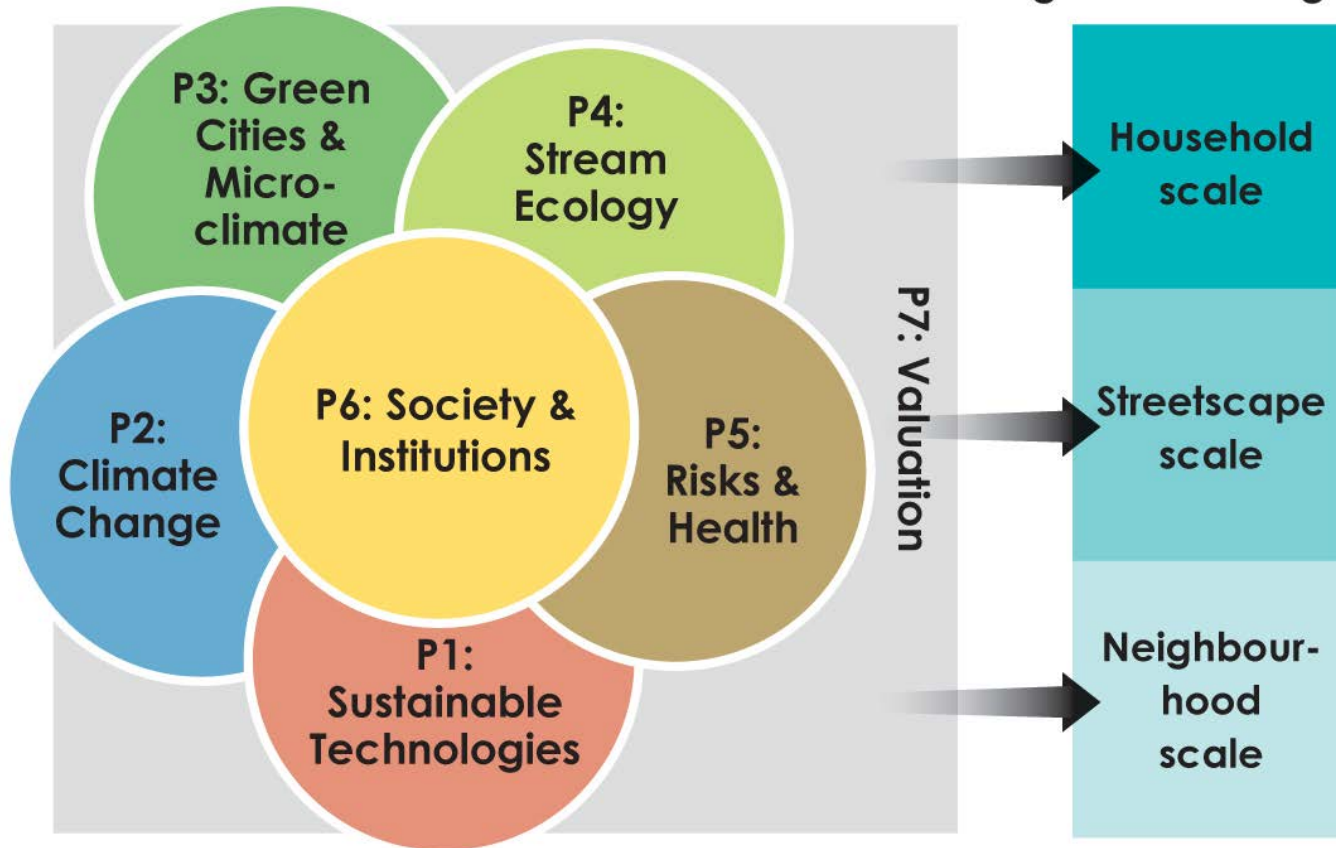 P3: Green
Cities &
Micro-
climate
P4:
Stream
Ecology
P2:
Climate
Change
P6: Society &
Institutions
P5:
Risks &
Health
P1:
Sustainable
Technologies
P7: Valuation
Household
scale
Streetscape
scale
Neighbour-
hood
scale